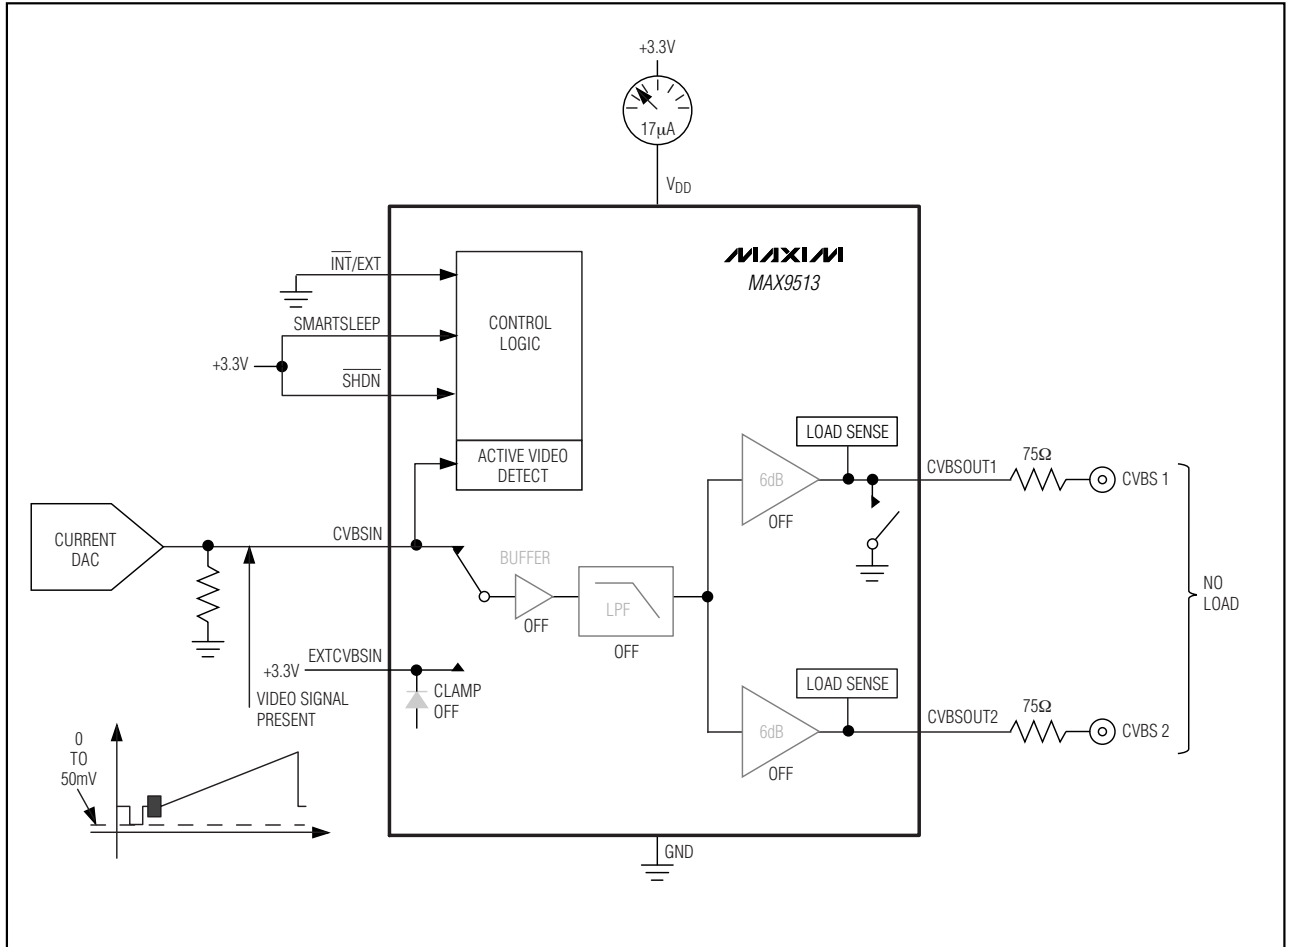 +3.3V
17µA
VDD
MAXIM
MAX9513
INT/EXT
SMARTSLEEP
+3.3V
SHDN
CONTROL
LOGIC
ACTIVE VIDEO
DETECT
LOAD SENSE
6dB
OFF
CVBSOUT1
75Ω
CVBS 1
CURRENT
DAC
CVBSIN
BUFFER
OFF
LPF
OFF
NO
LOAD
EXTCVBSIN
+3.3V
CLAMP
OFF
VIDEO SIGNAL
PRESENT
LOAD SENSE
6dB
OFF
CVBSOUT2
75Ω
CVBS 2
0
TO
50mV
GND